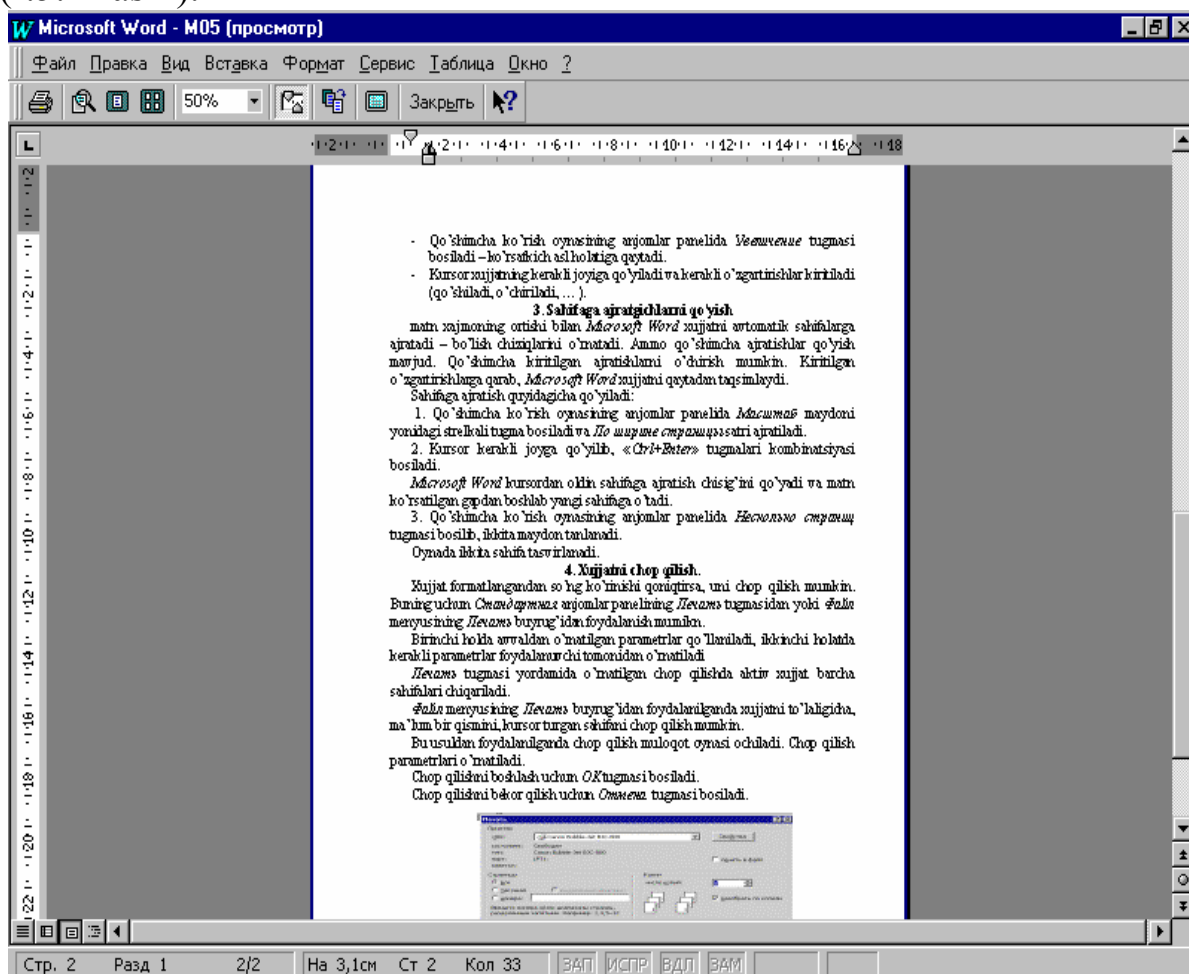 Microsoft Word - M05 (просмотр)
Файл Правка Вид Вставка Формат Сервис Таблица Окно ?
50% Закрыть
- Qo`shimcha ko`rish oynasining anjomlar panelida Увеличение tugmasi
bosiladi – ko`rsatkich asl holatiga qaytadi.
- Kursor xujjatning kerakli joyiga qo`yiladi va kerakli o`zgartirishlar kiritiladi
(qo`shiladi, o`chiriladi, ... ).
3. Sahifaga ajratgichlarni qo`yish
matn xajmoning ortishi bilan Microsoft Word xujjatni avtomatik sahifalarga
ajratadi – bo`lish chiziqlarini o`rnatadi. Ammo qo`shimcha ajratishlar qo`yish
mavjud. Qo`shimcha kiritilgan ajratishlarni o`chirish mumkin. Kiritilgan
o`zgartirishlarga qarab, Microsoft Word xujjatni qaytadan taqsimlaydi.
Sahifaga ajratish quyidagicha qo`yiladi:
1. Qo`shimcha ko`rish oynasining anjomlar panelida Масштаб maydoni
yonidagi strelkali tugma bosiladi va По ширине страницы satri ajratiladi.
2. Kursor kerakli joyga qo`yilib, «Ctrl+Enter» tugmalari kombinatsiyasi
bosiladi.
Microsoft Word kursordan oldin sahifaga ajratish chisig`ini qo`yadi va matn
ko`rsatilgan gapdan boshlab yangi sahifaga o`tadi.
3. Qo`shimcha ko`rish oynasining anjomlar panelida Несколько страниц
tugmasi bosilib, ikkita maydon tanlanadi.
Oynada ikkita sahifa tasvirlanadi.
4. Xujjatni chop qilish.
Xujjat formatlangandan so`ng ko`rinishi qoniqtirsa, uni chop qilish mumkin.
Buning uchun Стандартная anjomlar panelining Печать tugmasidan yoki Файл
menyusining Печать buyrug`idan foydalanish mumikn.
Birinchi holda avvaldan o`rnatilgan parametrlar qo`llaniladi, ikkinchi holatda
kerakli parametrlar foydalanuvchi tomonidan o`rnatiladi
Печать tugmasi yordamida o`rnatilgan chop qilishda aktiv xujjat barcha
sahifalari chiqariladi.
Файл menyusining Печать buyrug`idan foydalanilganda xujjatni to`laligicha,
ma`lum bir qismini, kursor turgan sahifani chop qilish mumkin.
Bu usuldan foydalanilganda chop qilish muloqot oynasi ochiladi. Chop qilish
parametrlari o`rnatiladi.
Chop qilishni boshlash uchun OK tugmasi bosiladi.
Chop qilishni bekor qilish uchun Отмена tugmasi bosiladi.
Стр. 2 Разд 1 2/2 На 3,1см Ст 2 Кол 33 ЗАП ИСПР ВДЛ ЗАМ